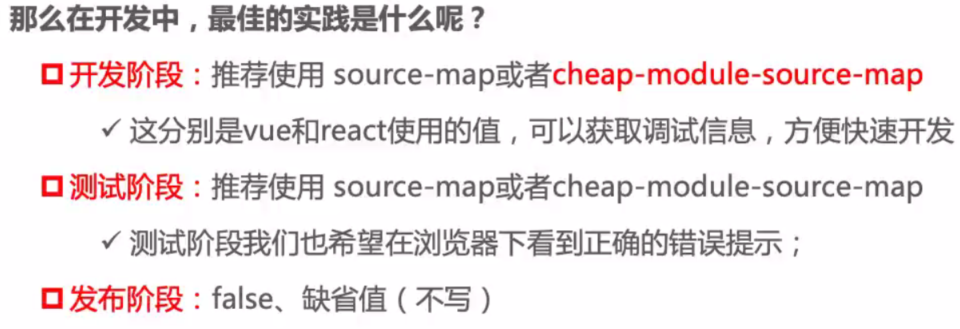 那么在开发中，最佳的实践是什么呢？
开发阶段：推荐使用 source-map或者cheap-module-source-map
✓ 这分别是vue和react使用的值，可以获取调试信息，方便快速开发
测试阶段：推荐使用 source-map或者cheap-module-source-map
✓ 测试阶段我们也希望在浏览器下看到正确的错误提示；
发布阶段：false、缺省值（不写）